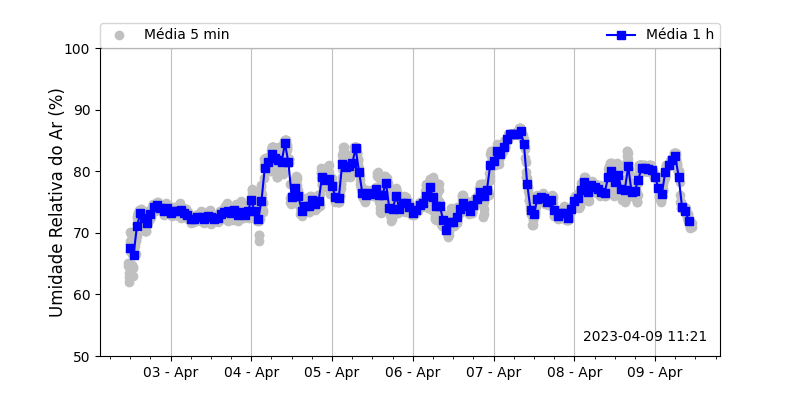 Média 5 min
Média 1 h
100
90
80
70
60
50
Umidade Relativa do Ar (%)
2023-04-09 11:21
03 - Apr
04 - Apr
05 - Apr
06 - Apr
07 - Apr
08 - Apr
09 - Apr